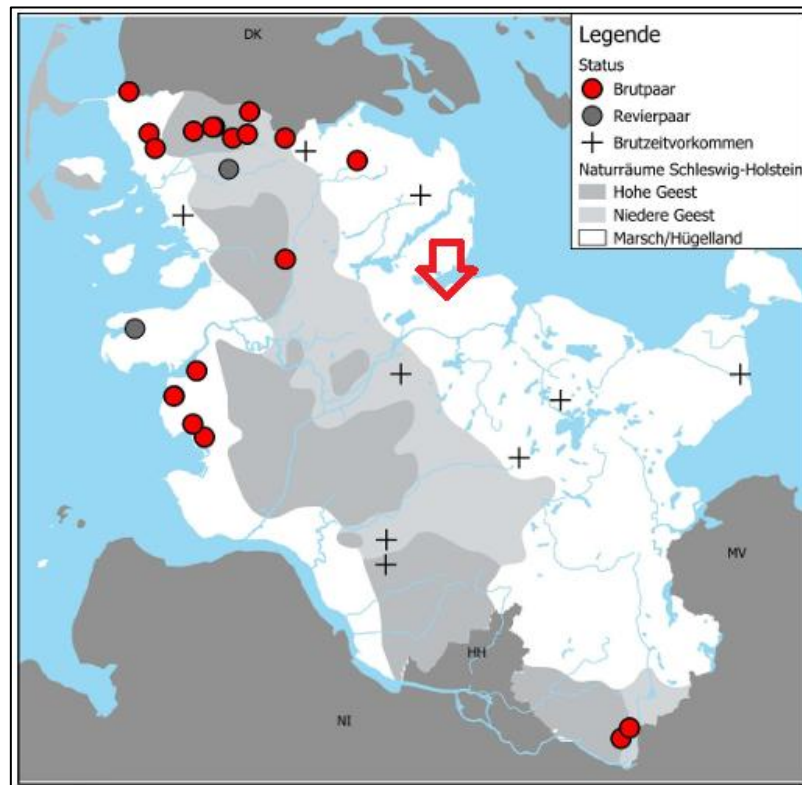 DK
Legende
Status
Brutpaar
Revierpaar
Brutzeitvorkommen
Naturräume Schleswig-Holstein
Hohe Geest
Niedere Geest
Marsch/Hügelland
MV
HH
NI